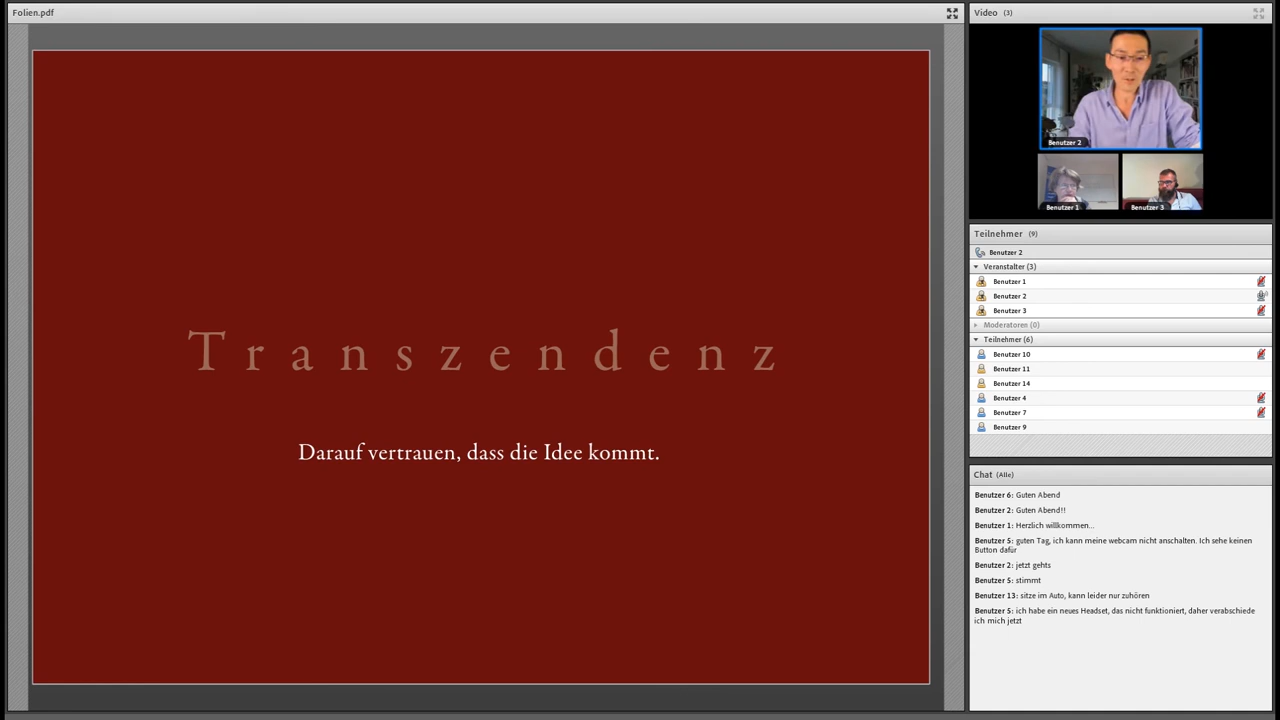 Folien.pdf
Transzendenz
Darauf vertrauen, dass die Idee kommt.
Video (3)
Benutzer 2
Benutzer 1
Benutzer 3
Teilnehmer (9)
Benutzer 2
Veranstalter (3)
Benutzer 1
Benutzer 2
Benutzer 3
Moderatoren (0)
Teilnehmer (6)
Benutzer 10
Benutzer 11
Benutzer 14
Benutzer 4
Benutzer 7
Benutzer 9
Chat (Alle)
Benutzer 6: Guten Abend
Benutzer 2: Guten Abend!!
Benutzer 1: Herzlich willkommen...
Benutzer 5: guten Tag, ich kann meine webcam nicht anschalten. Ich sehe keinen
Button dafür
Benutzer 2: jetzt gehts
Benutzer 5: stimmt
Benutzer 13: sitze im Auto, kann leider nur zuhören
Benutzer 5: ich habe ein neues Headset, das nicht funktioniert, daher verabschiede
ich mich jetzt